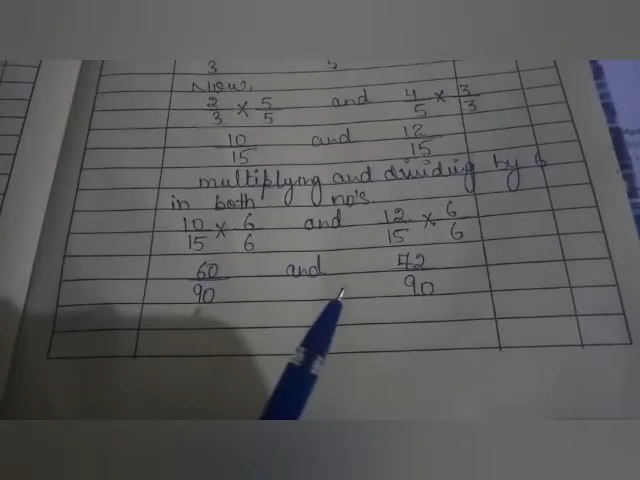 3 5
Now,
2/3 × 5/5 and 4/5 × 3/3
10/15 and 12/15
multiplying and dividing by 6
in both no's
10/15 × 6/6 and 12/15 × 6/6
60/90 and 72/90